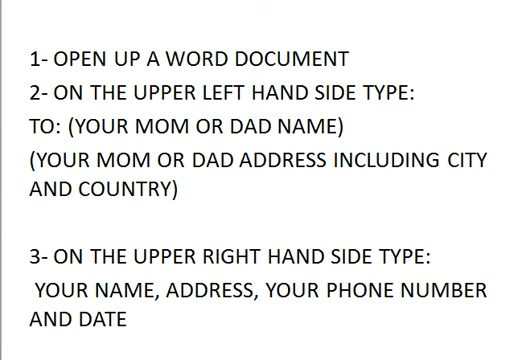 1- OPEN UP A WORD DOCUMENT
2- ON THE UPPER LEFT HAND SIDE TYPE:
TO: (YOUR MOM OR DAD NAME)
(YOUR MOM OR DAD ADDRESS INCLUDING CITY
AND COUNTRY)
3- ON THE UPPER RIGHT HAND SIDE TYPE:
YOUR NAME, ADDRESS, YOUR PHONE NUMBER
AND DATE